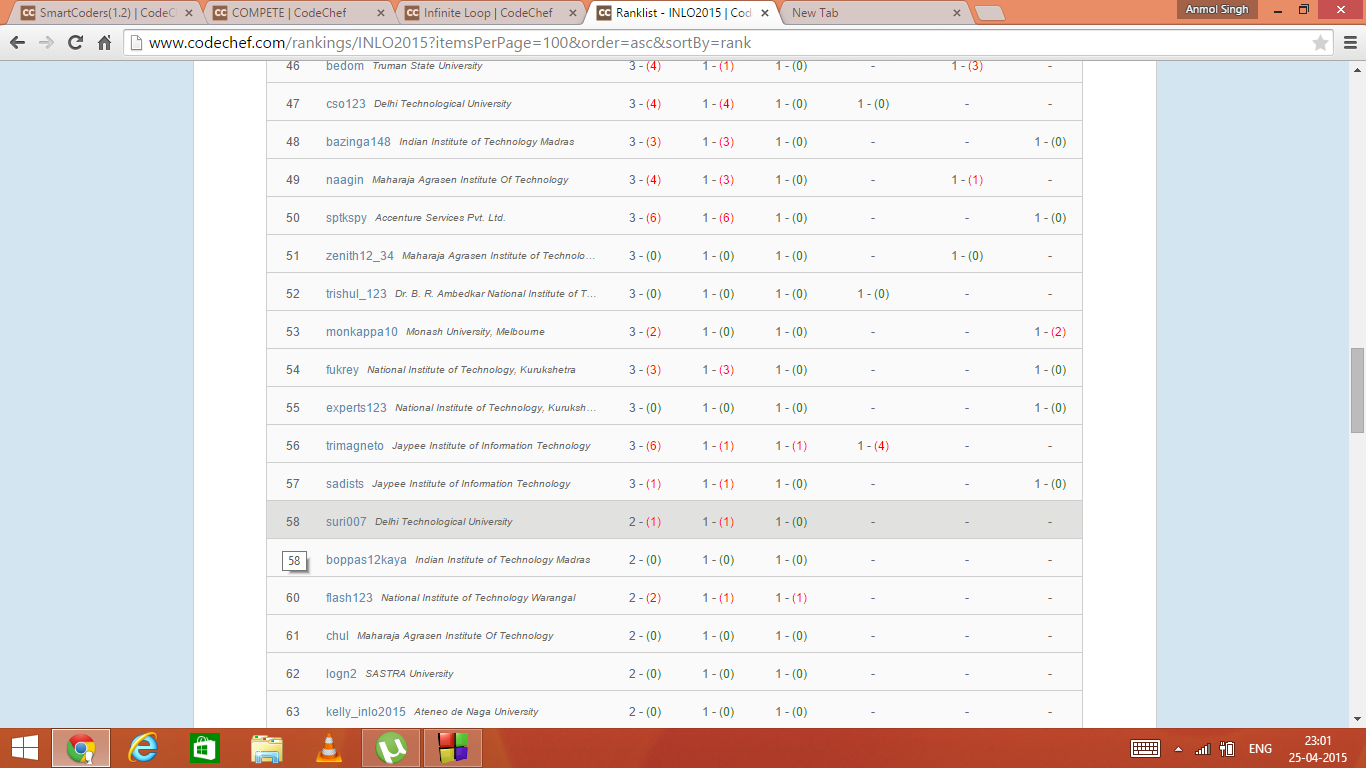 SmartCoders(1.2) | CodeC COMPETE | CodeChef Infinite Loop | CodeChef Ranklist - INLO2015 | Cod New Tab Anmol Singh
www.codechef.com/rankings/INLO2015?itemsPerPage=100&order=asc&sortBy=rank
46 bedom Truman State University 3 - (4) 1 - (1) 1 - (0) - 1 - (3) -
47 cso123 Delhi Technological University 3 - (4) 1 - (4) 1 - (0) 1 - (0) - -
48 bazinga148 Indian Institute of Technology Madras 3 - (3) 1 - (3) 1 - (0) - - 1 - (0)
49 naagin Maharaja Agrasen Institute Of Technology 3 - (4) 1 - (3) 1 - (0) - 1 - (1) -
50 sptkspy Accenture Services Pvt. Ltd. 3 - (6) 1 - (6) 1 - (0) - - 1 - (0)
51 zenith12_34 Maharaja Agrasen Institute of Technolo... 3 - (0) 1 - (0) 1 - (0) - 1 - (0) -
52 trishul_123 Dr. B. R. Ambedkar National Institute of T... 3 - (0) 1 - (0) 1 - (0) 1 - (0) - -
53 monkappa10 Monash University, Melbourne 3 - (2) 1 - (0) 1 - (0) - - 1 - (2)
54 fukrey National Institute of Technology, Kurukshetra 3 - (3) 1 - (3) 1 - (0) - - 1 - (0)
55 experts123 National Institute of Technology, Kuruksh... 3 - (0) 1 - (0) 1 - (0) - - 1 - (0)
56 trimagneto Jaypee Institute of Information Technology 3 - (6) 1 - (1) 1 - (1) 1 - (4) - -
57 sadists Jaypee Institute of Information Technology 3 - (1) 1 - (1) 1 - (0) - - 1 - (0)
58 suri007 Delhi Technological University 2 - (1) 1 - (1) 1 - (0) - - -
58 boppas12kaya Indian Institute of Technology Madras 2 - (0) 1 - (0) 1 - (0) - - -
60 flash123 National Institute of Technology Warangal 2 - (2) 1 - (1) 1 - (1) - - -
61 chul Maharaja Agrasen Institute Of Technology 2 - (0) 1 - (0) 1 - (0) - - -
62 logn2 SASTRA University 2 - (0) 1 - (0) 1 - (0) - - -
63 kelly_inlo2015 Ateneo de Naga University 2 - (0) 1 - (0) 1 - (0) - - -
ENG 23:01
25-04-2015